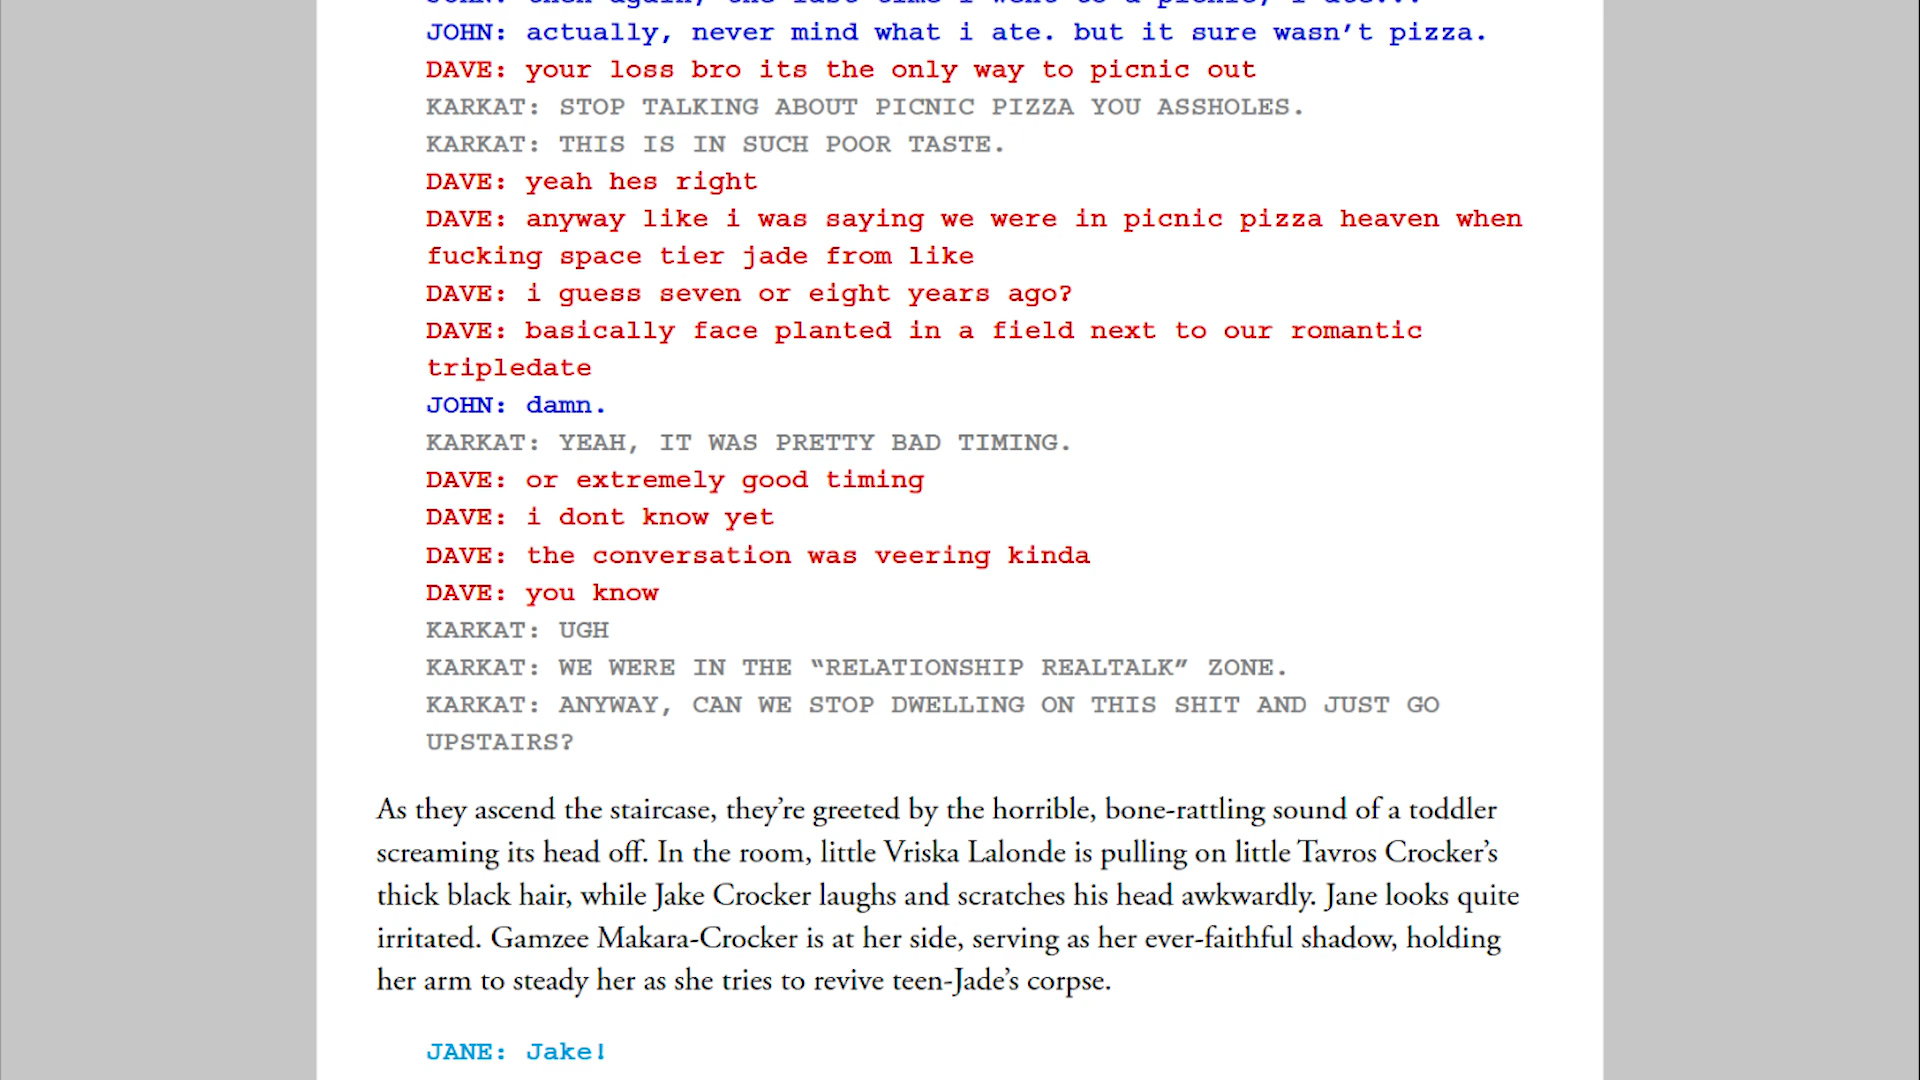 JOHN: then again, the last time i went to a picnic, i ate...
JOHN: actually, never mind what i ate. but it sure wasn’t pizza.
DAVE: your loss bro its the only way to picnic out
KARKAT: STOP TALKING ABOUT PICNIC PIZZA YOU ASSHOLES.
KARKAT: THIS IS IN SUCH POOR TASTE.
DAVE: yeah hes right
DAVE: anyway like i was saying we were in picnic pizza heaven when
fucking space tier jade from like
DAVE: i guess seven or eight years ago?
DAVE: basically face planted in a field next to our romantic
tripledate
JOHN: damn.
KARKAT: YEAH, IT WAS PRETTY BAD TIMING.
DAVE: or extremely good timing
DAVE: i dont know yet
DAVE: the conversation was veering kinda
DAVE: you know
KARKAT: UGH
KARKAT: WE WERE IN THE “RELATIONSHIP REALTALK” ZONE.
KARKAT: ANYWAY, CAN WE STOP DWELLING ON THIS SHIT AND JUST GO
UPSTAIRS?
As they ascend the staircase, they’re greeted by the horrible, bone-rattling sound of a toddler
screaming its head off. In the room, little Vriska Lalonde is pulling on little Tavros Crocker’s
thick black hair, while Jake Crocker laughs and scratches his head awkwardly. Jane looks quite
irritated. Gamzee Makara-Crocker is at her side, serving as her ever-faithful shadow, holding
her arm to steady her as she tries to revive teen-Jade’s corpse.
JANE: Jake!